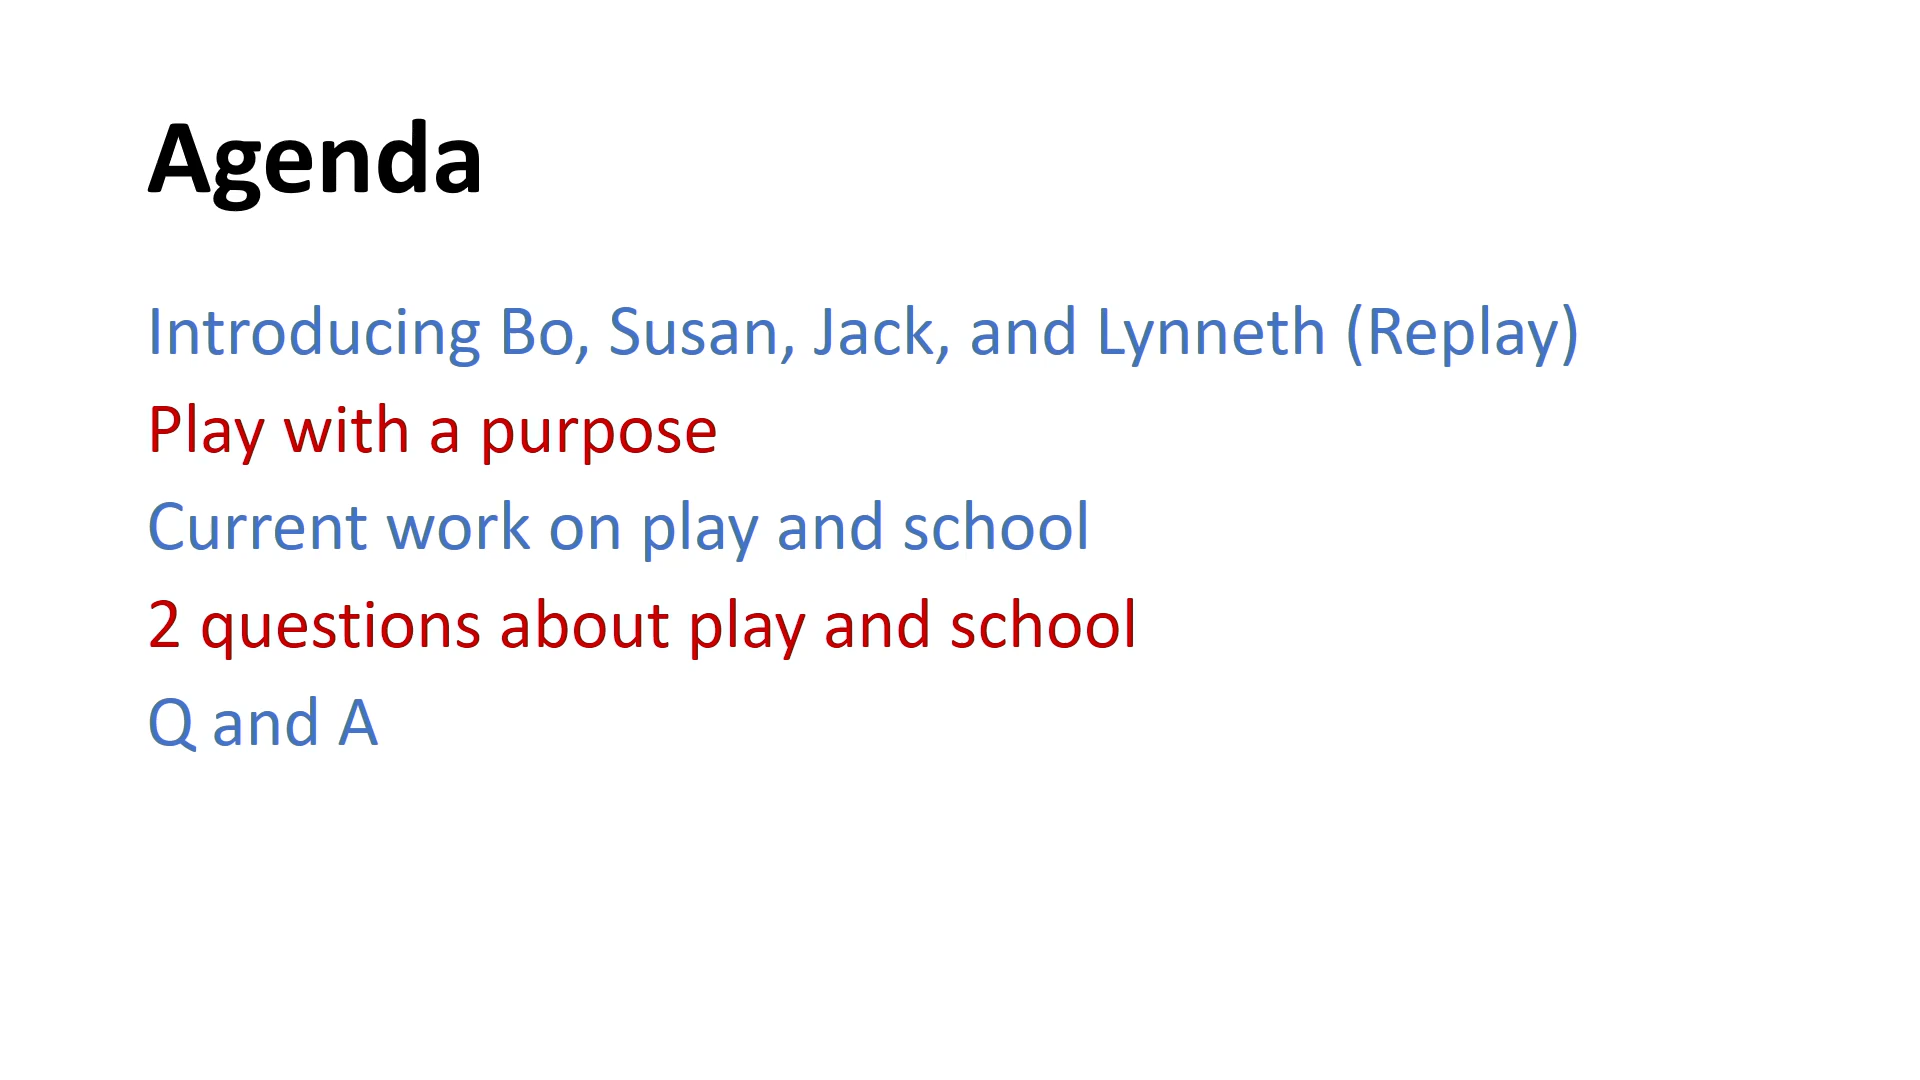 Agenda
Introducing Bo, Susan, Jack, and Lynneth (Replay)
Play with a purpose
Current work on play and school
2 questions about play and school
Q and A